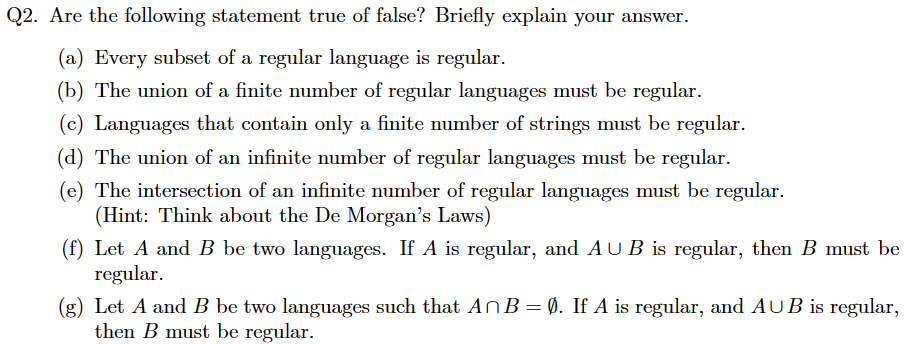 Q2. Are the following statement true of false? Briefly explain your answer.
(a) Every subset of a regular language is regular.
(b) The union of a finite number of regular languages must be regular.
(c) Languages that contain only a finite number of strings must be regular.
(d) The union of an infinite number of regular languages must be regular.
(e) The intersection of an infinite number of regular languages must be regular.
(Hint: Think about the De Morgan's Laws)
(f) Let A and B be two languages. If A is regular, and A ∪ B is regular, then B must be
regular.
(g) Let A and B be two languages such that A ∩ B = ∅. If A is regular, and A ∪ B is regular,
then B must be regular.